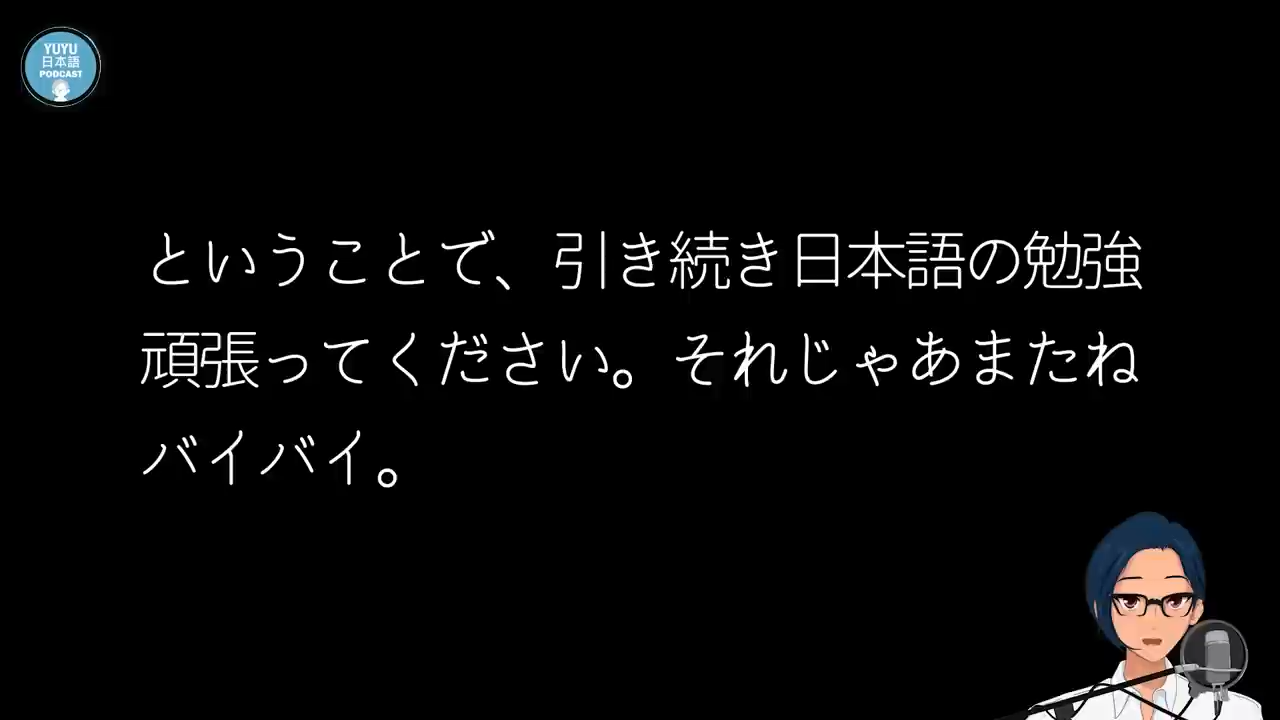 YUYU
日本語
PODCAST
ということで、引き続き日本語の勉強
頑張ってください。それじゃあまたね
バイバイ。